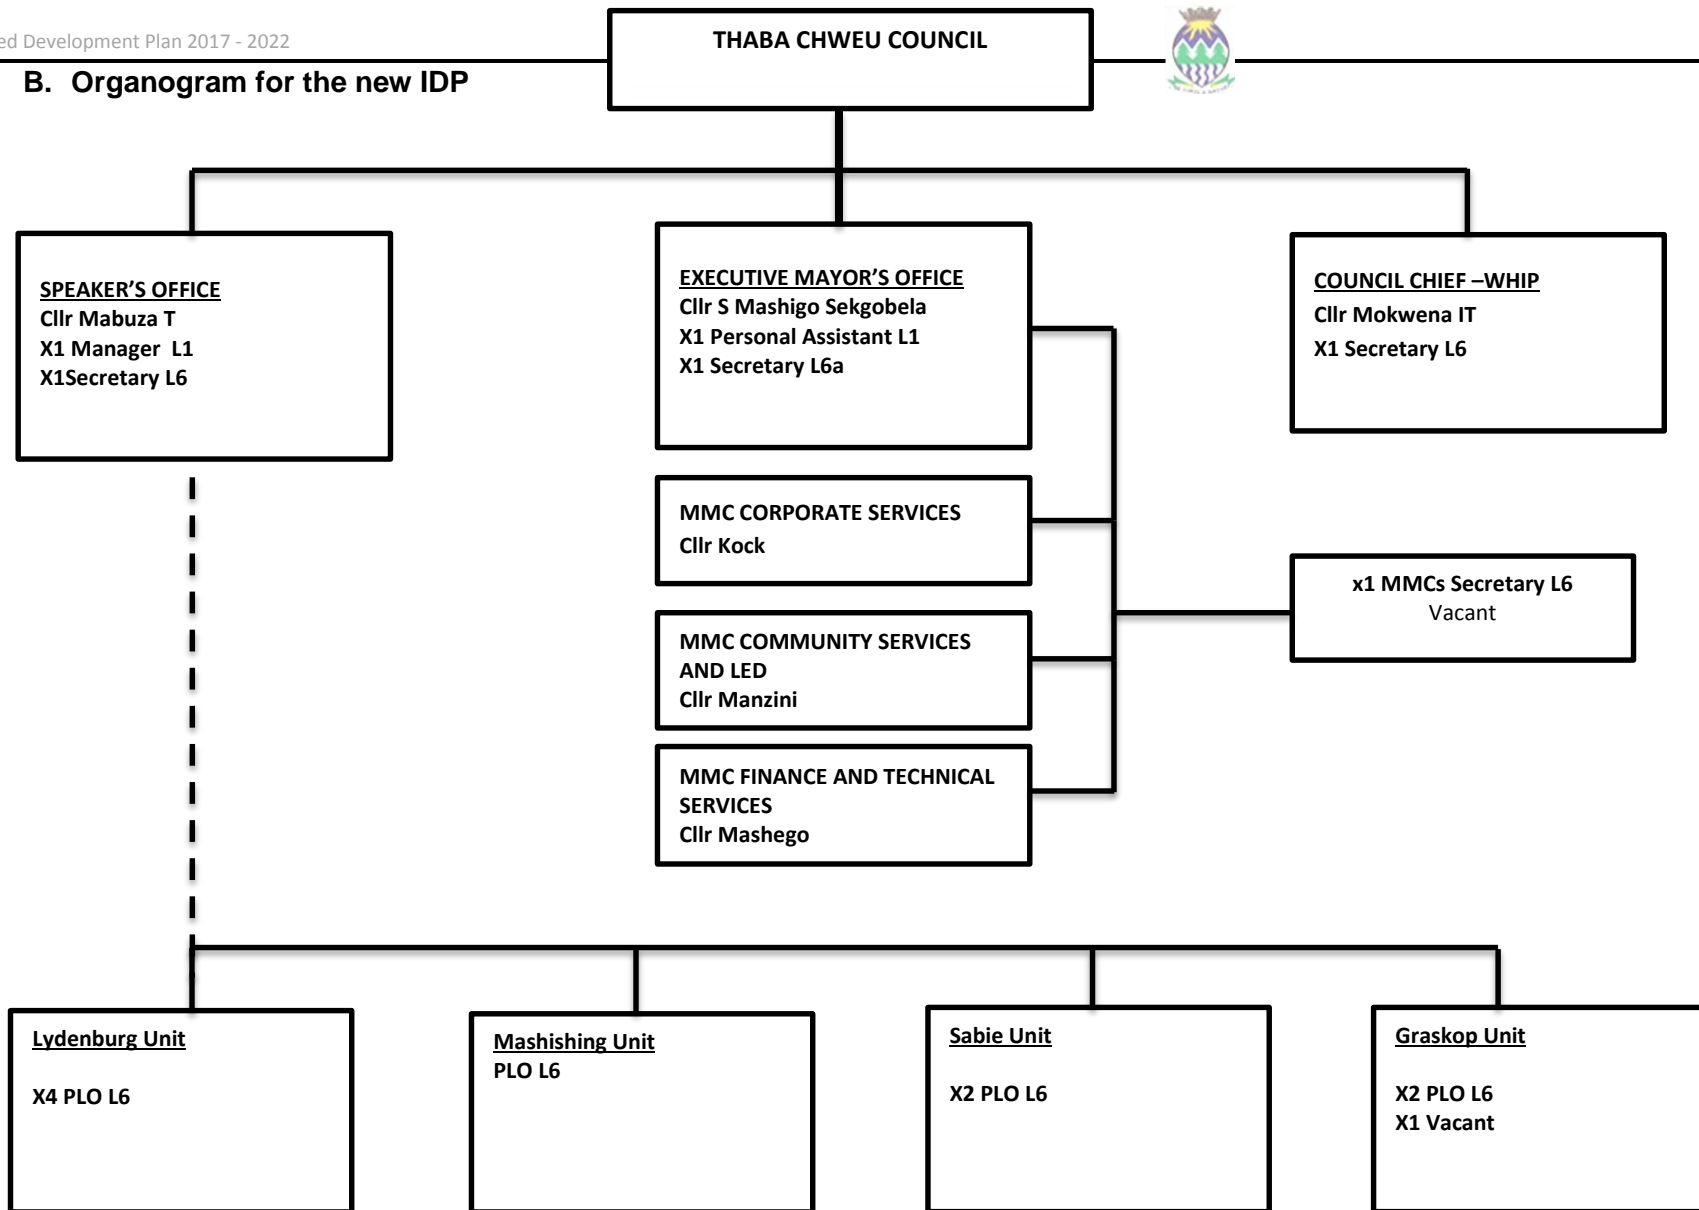 ed Development Plan 2017 - 2022
B. Organogram for the new IDP
THABA CHWEU COUNCIL
SPEAKER’S OFFICE
Cllr Mabuza T
X1 Manager L1
X1Secretary L6
EXECUTIVE MAYOR’S OFFICE
Cllr S Mashigo Sekgobela
X1 Personal Assistant L1
X1 Secretary L6a
COUNCIL CHIEF –WHIP
Cllr Mokwena IT
X1 Secretary L6
MMC CORPORATE SERVICES
Cllr Kock
MMC COMMUNITY SERVICES
AND LED
Cllr Manzini
MMC FINANCE AND TECHNICAL
SERVICES
Cllr Mashego
x1 MMCs Secretary L6
Vacant
Lydenburg Unit
X4 PLO L6
Mashishing Unit
PLO L6
Sabie Unit
X2 PLO L6
Graskop Unit
X2 PLO L6
X1 Vacant